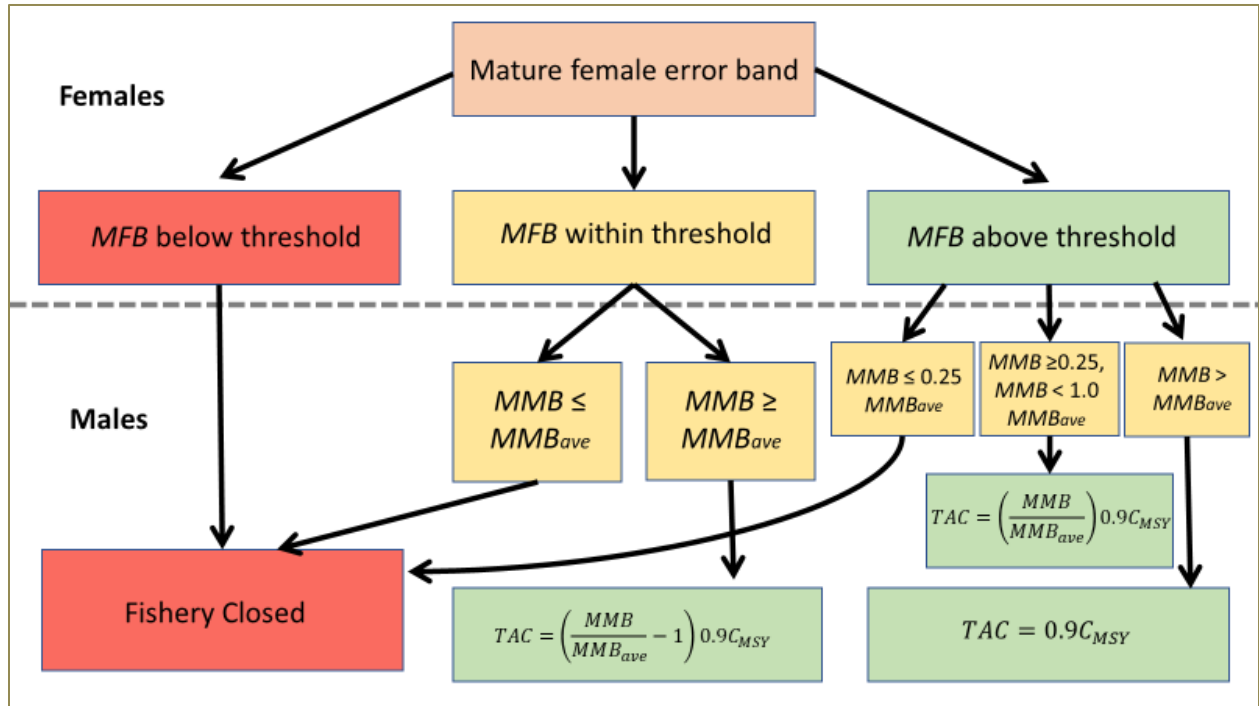 Mature female error band
Females
MFB below threshold
MFB within threshold
MFB above threshold
Males
MMB ≤
MMBave
MMB ≥
MMBave
MMB ≤ 0.25
MMBave
MMB ≥0.25,
MMB < 1.0
MMBave
MMB >
MMBave
TAC = (MMB/MMBave) 0.9CMSY
Fishery Closed
TAC = (MMB/MMBave − 1) 0.9CMSY
TAC = 0.9CMSY